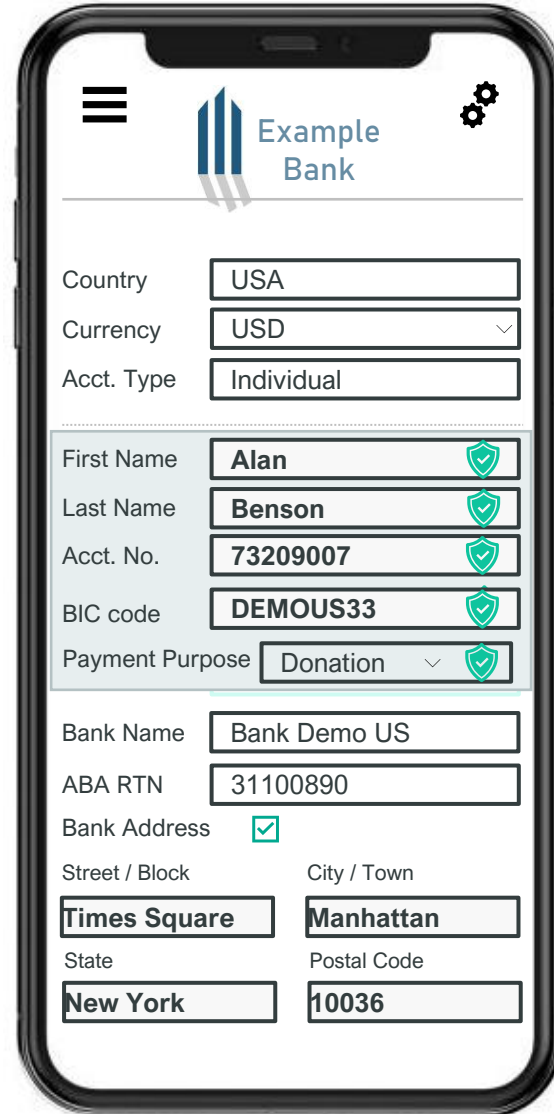 Example
Bank
Country USA
Currency USD
Acct. Type Individual
First Name Alan
Last Name Benson
Acct. No. 73209007
BIC code DEMOUS33
Payment Purpose Donation
Bank Name Bank Demo US
ABA RTN 31100890
Bank Address
Street / Block City / Town
Times Square Manhattan
State Postal Code
New York 10036